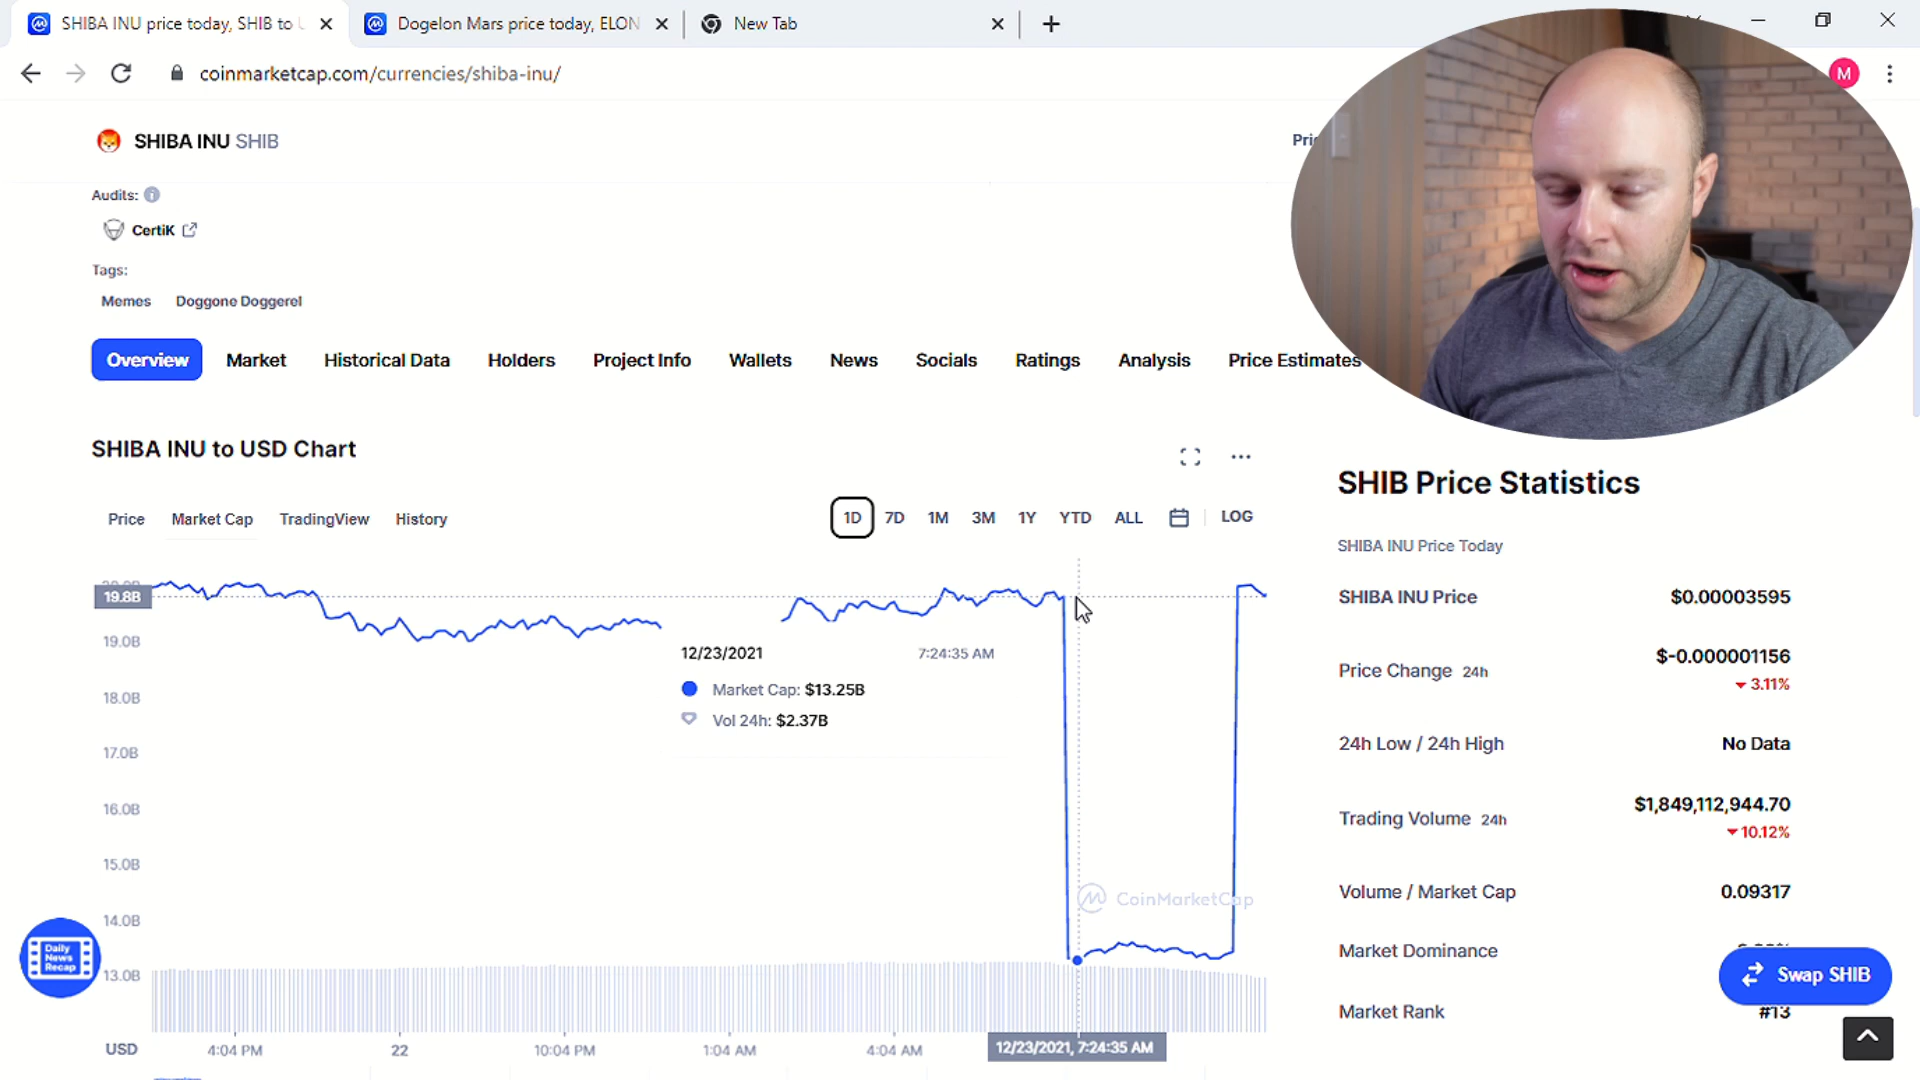 SHIBA INU price today, SHIB to U
Dogelon Mars price today, ELON
New Tab
coinmarketcap.com/currencies/shiba-inu/
M
SHIBA INU SHIB
Audits:
CertiK
Tags:
Memes Doggone Doggerel
Overview Market Historical Data Holders Project Info Wallets News Socials Ratings Analysis Price Estimates
SHIBA INU to USD Chart
Price Market Cap TradingView History
1D 7D 1M 3M 1Y YTD ALL LOG
19.8B
19.0B
18.0B
17.0B
16.0B
15.0B
14.0B
13.0B
12/23/2021 7:24:35 AM
Market Cap: $13.25B
Vol 24h: $2.37B
CoinMarketCap
Daily
News
Recap
USD 4:04 PM 22 10:04 PM 1:04 AM 4:04 AM 12/23/2021, 7:24:35 AM
SHIB Price Statistics
SHIBA INU Price Today
SHIBA INU Price $0.00003595
Price Change 24h $-0.000001156
3.11%
24h Low / 24h High No Data
Trading Volume 24h $1,849,112,944.70
10.12%
Volume / Market Cap 0.09317
Market Dominance
Swap SHIB
Market Rank #13